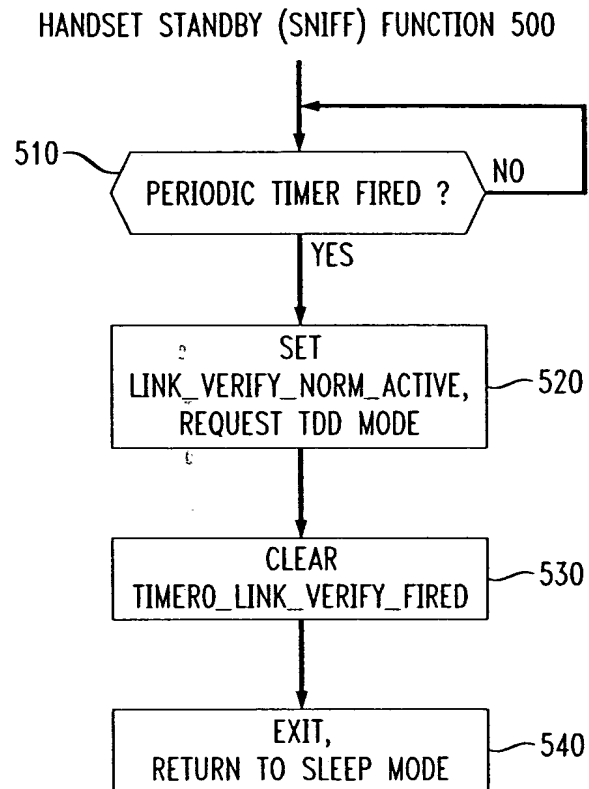 HANDSET STANDBY (SNIFF) FUNCTION 500
510
PERIODIC TIMER FIRED ?
NO
YES
SET
LINK_VERIFY_NORM_ACTIVE,
REQUEST TDD MODE
520
CLEAR
TIMERO_LINK_VERIFY_FIRED
530
EXIT,
RETURN TO SLEEP MODE
540